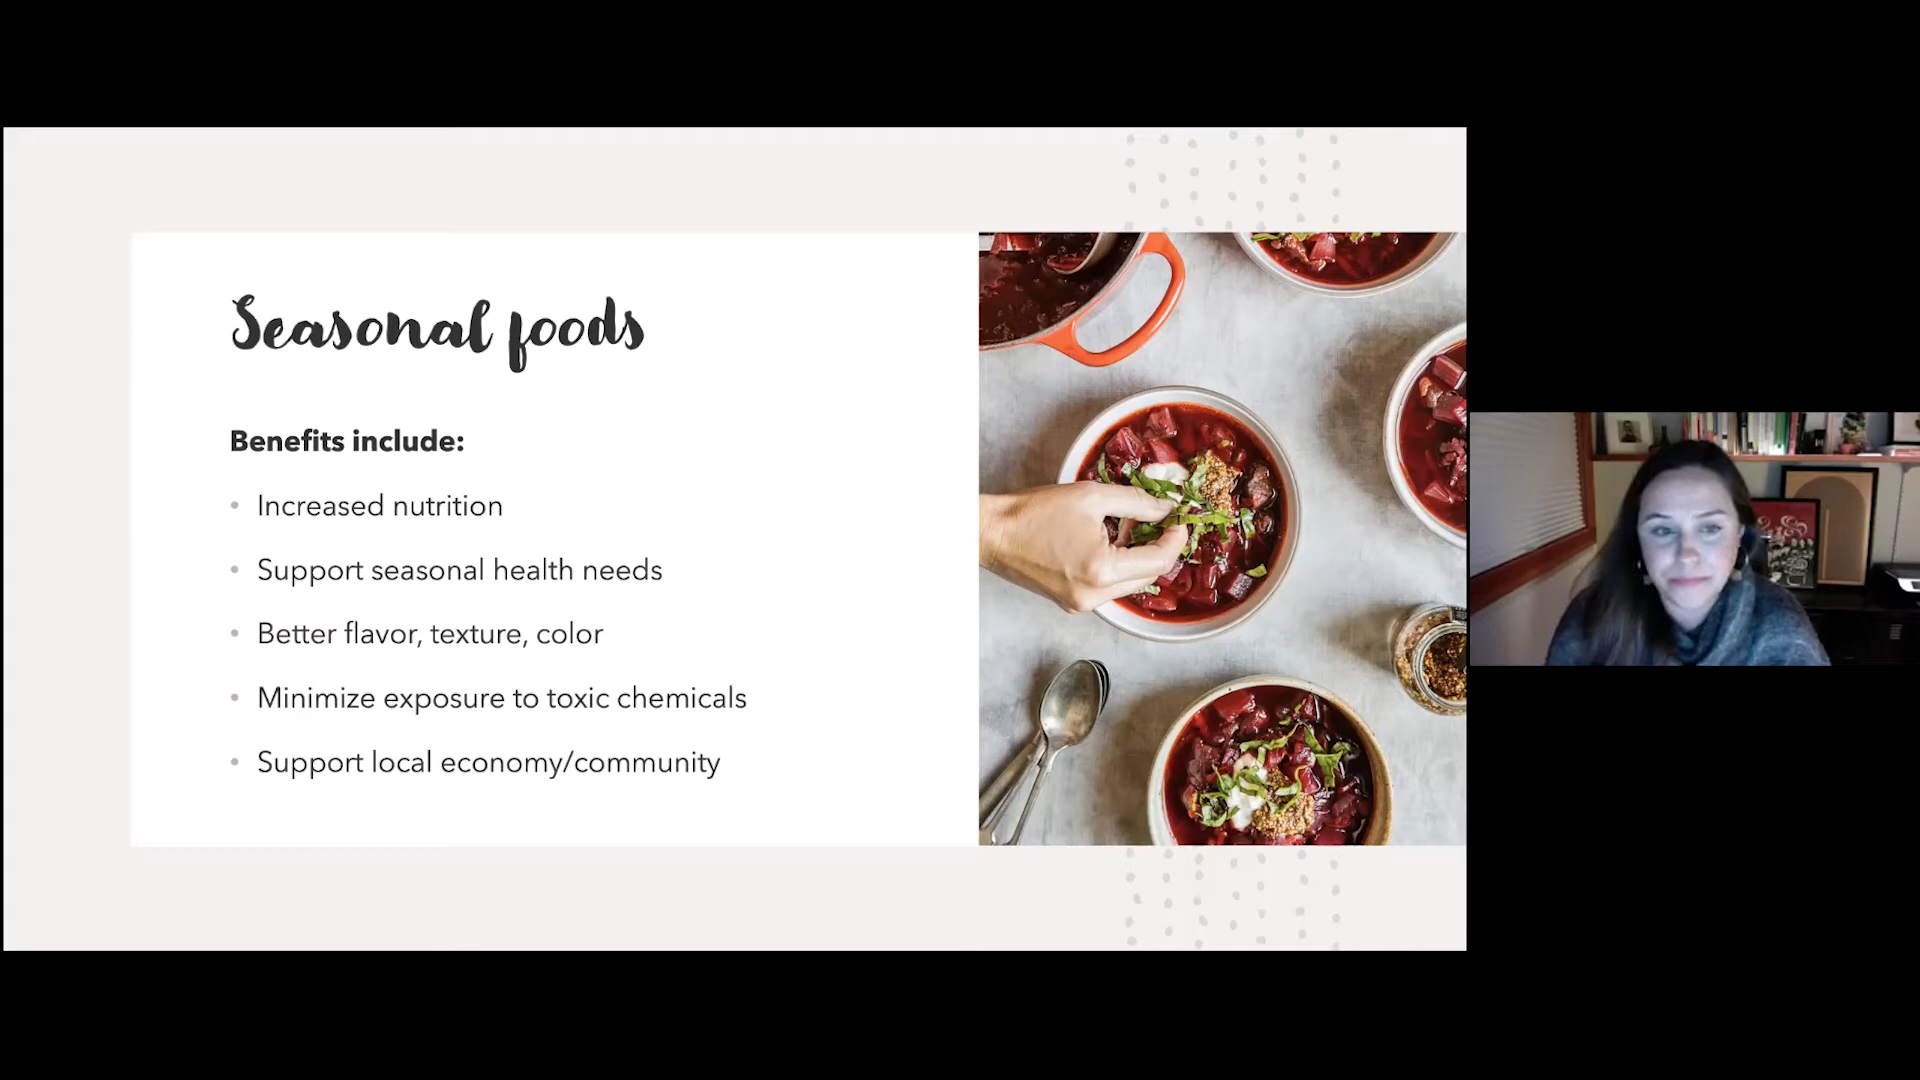 Seasonal foods
Benefits include:
• Increased nutrition
• Support seasonal health needs
• Better flavor, texture, color
• Minimize exposure to toxic chemicals
• Support local economy/community